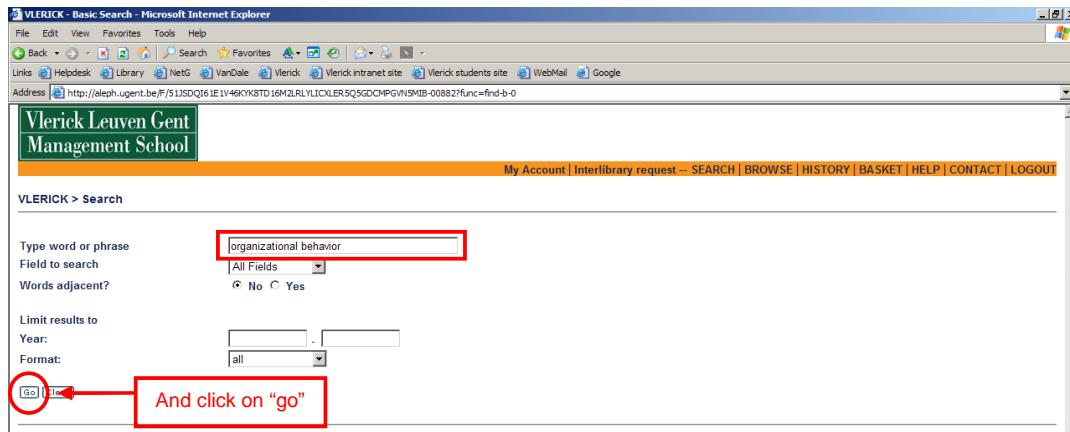 VLERICK - Basic Search - Microsoft Internet Explorer
File Edit View Favorites Tools Help
Back Search Favorites
Links Helpdesk Library NetG VanDale Vlerick Vlerick intranet site Vlerick students site WebMail Google
Address http://aleph.ugent.be/F/51JSDQI61E1V46KYK8TD16M2LRLYLICXLER5Q5GDCMPGVN5MIB-00882?func=find-b-0
Vlerick Leuven Gent
Management School
My Account | Interlibrary request -- SEARCH | BROWSE | HISTORY | BASKET | HELP | CONTACT | LOGOUT
VLERICK > Search
Type word or phrase organizational behavior
Field to search All Fields
Words adjacent? No Yes
Limit results to
Year: -
Format: all
Go
And click on “go”